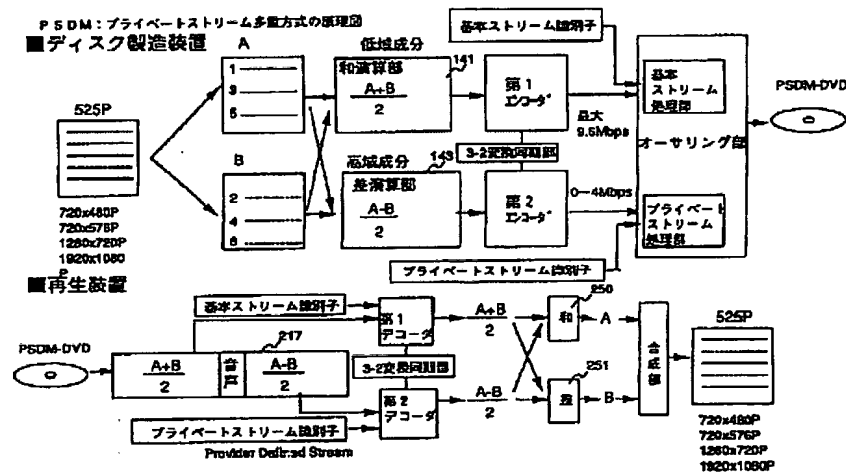 PSDM:プライベートストリーム多重方式の原理図
■ディスク製造装置
A
低域成分
基本ストリーム識別子
1
3
5
和演算部
A+B
2
141
第1
エンコーダ
基本
ストリーム
処理部
PSDM-DVD
525P
最大
9.5Mbps
オーサリング部
B
高域成分
143
3-2変換同期部
2
4
6
差演算部
A-B
2
第2
エンコーダ
0-4Mbps
プライベート
ストリーム
処理部
720x480P
720x576P
1280x720P
1920x1080
P
プライベートストリーム識別子
■再生装置
250
基本ストリーム識別子
第1
デコーダ
A+B
2
和
A
525P
PSDM-DVD
217
A+B
2
A-B
2
3-2変換同期部
251
合成部
第2
デコーダ
A-B
2
差
B
プライベートストリーム識別子
Provider Defined Stream
720x480P
720x576P
1280x720P
1920x1080P